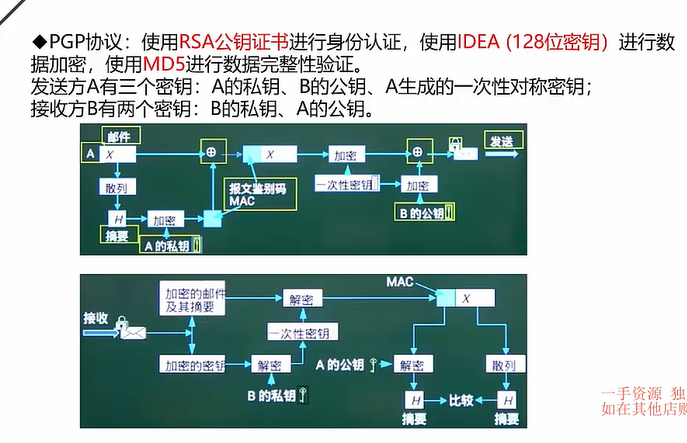 ◆PGP协议：使用RSA公钥证书进行身份认证，使用IDEA (128位密钥）进行数
据加密，使用MD5进行数据完整性验证。
发送方A有三个密钥：A的私钥、B的公钥、A生成的一次性对称密钥；
接收方B有两个密钥：B的私钥、A的公钥。
邮件
A
X
⊕
X
加密
⊕
发送
散列
报文鉴别码
MAC
一次性密钥
加密
H
加密
摘要
A 的私钥
B 的公钥
MAC
接收
加密的邮件
及其摘要
解密
X
一次性密钥
加密的密钥
解密
A 的公钥
解密
散列
B 的私钥
H
比较
H
摘要
摘要
一手资源 独
如在其他店购